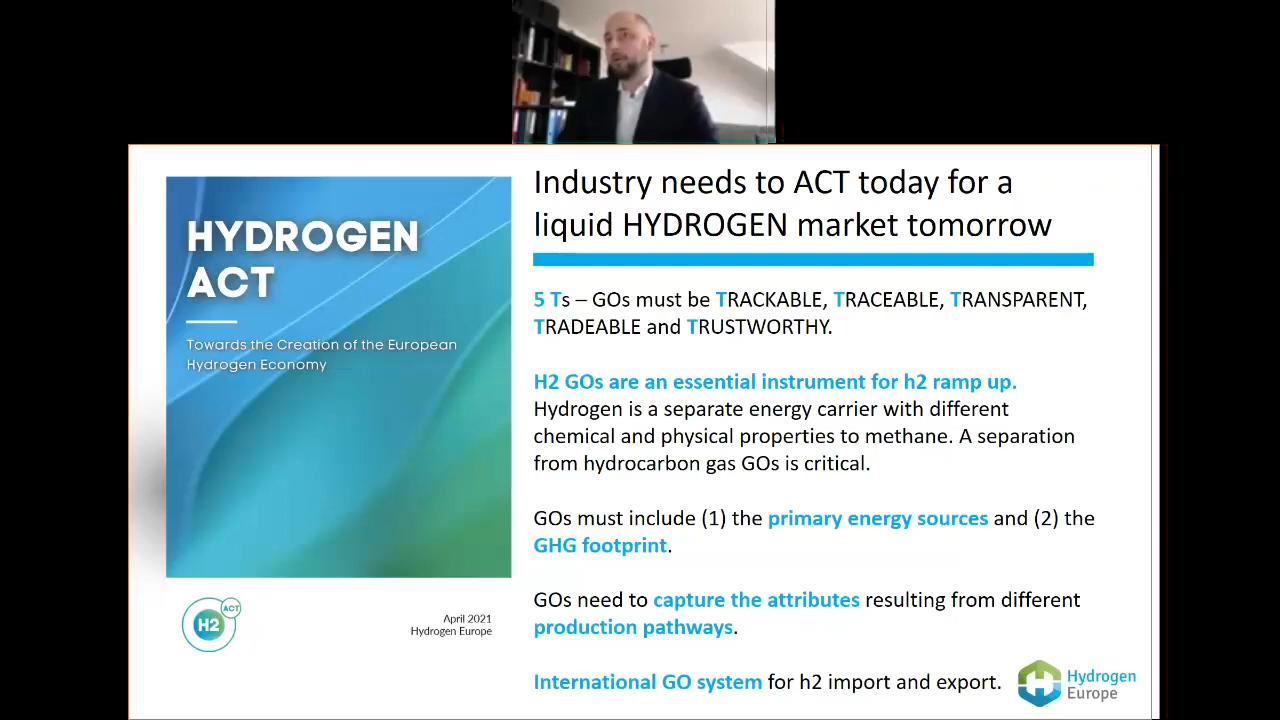 Industry needs to ACT today for a
liquid HYDROGEN market tomorrow
HYDROGEN
ACT
Towards the Creation of the European
Hydrogen Economy
ACT
H2
April 2021
Hydrogen Europe
5 Ts – GOs must be TRACKABLE, TRACEABLE, TRANSPARENT,
TRADEABLE and TRUSTWORTHY.
H2 GOs are an essential instrument for h2 ramp up.
Hydrogen is a separate energy carrier with different
chemical and physical properties to methane. A separation
from hydrocarbon gas GOs is critical.
GOs must include (1) the primary energy sources and (2) the
GHG footprint.
GOs need to capture the attributes resulting from different
production pathways.
International GO system for h2 import and export.
Hydrogen
Europe